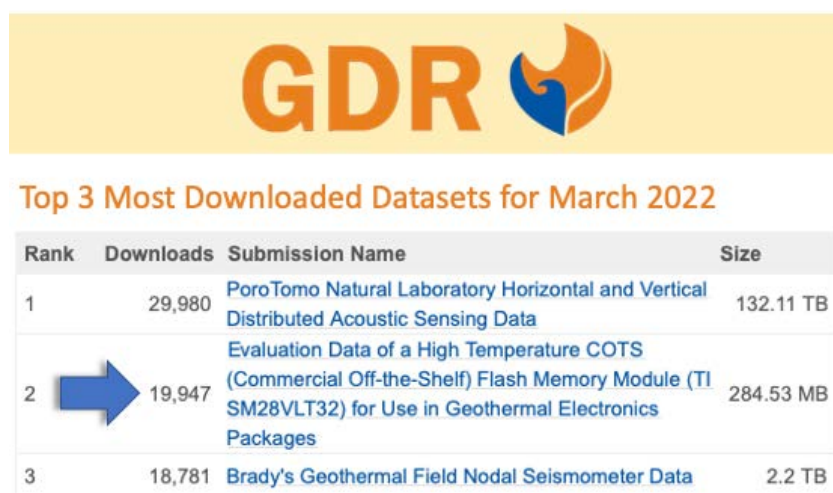 GDR
Top 3 Most Downloaded Datasets for March 2022
Rank Downloads Submission Name Size
1 29,980 PoroTomo Natural Laboratory Horizontal and Vertical Distributed Acoustic Sensing Data 132.11 TB
2 19,947 Evaluation Data of a High Temperature COTS (Commercial Off-the-Shelf) Flash Memory Module (TI SM28VLT32) for Use in Geothermal Electronics Packages 284.53 MB
3 18,781 Brady's Geothermal Field Nodal Seismometer Data 2.2 TB